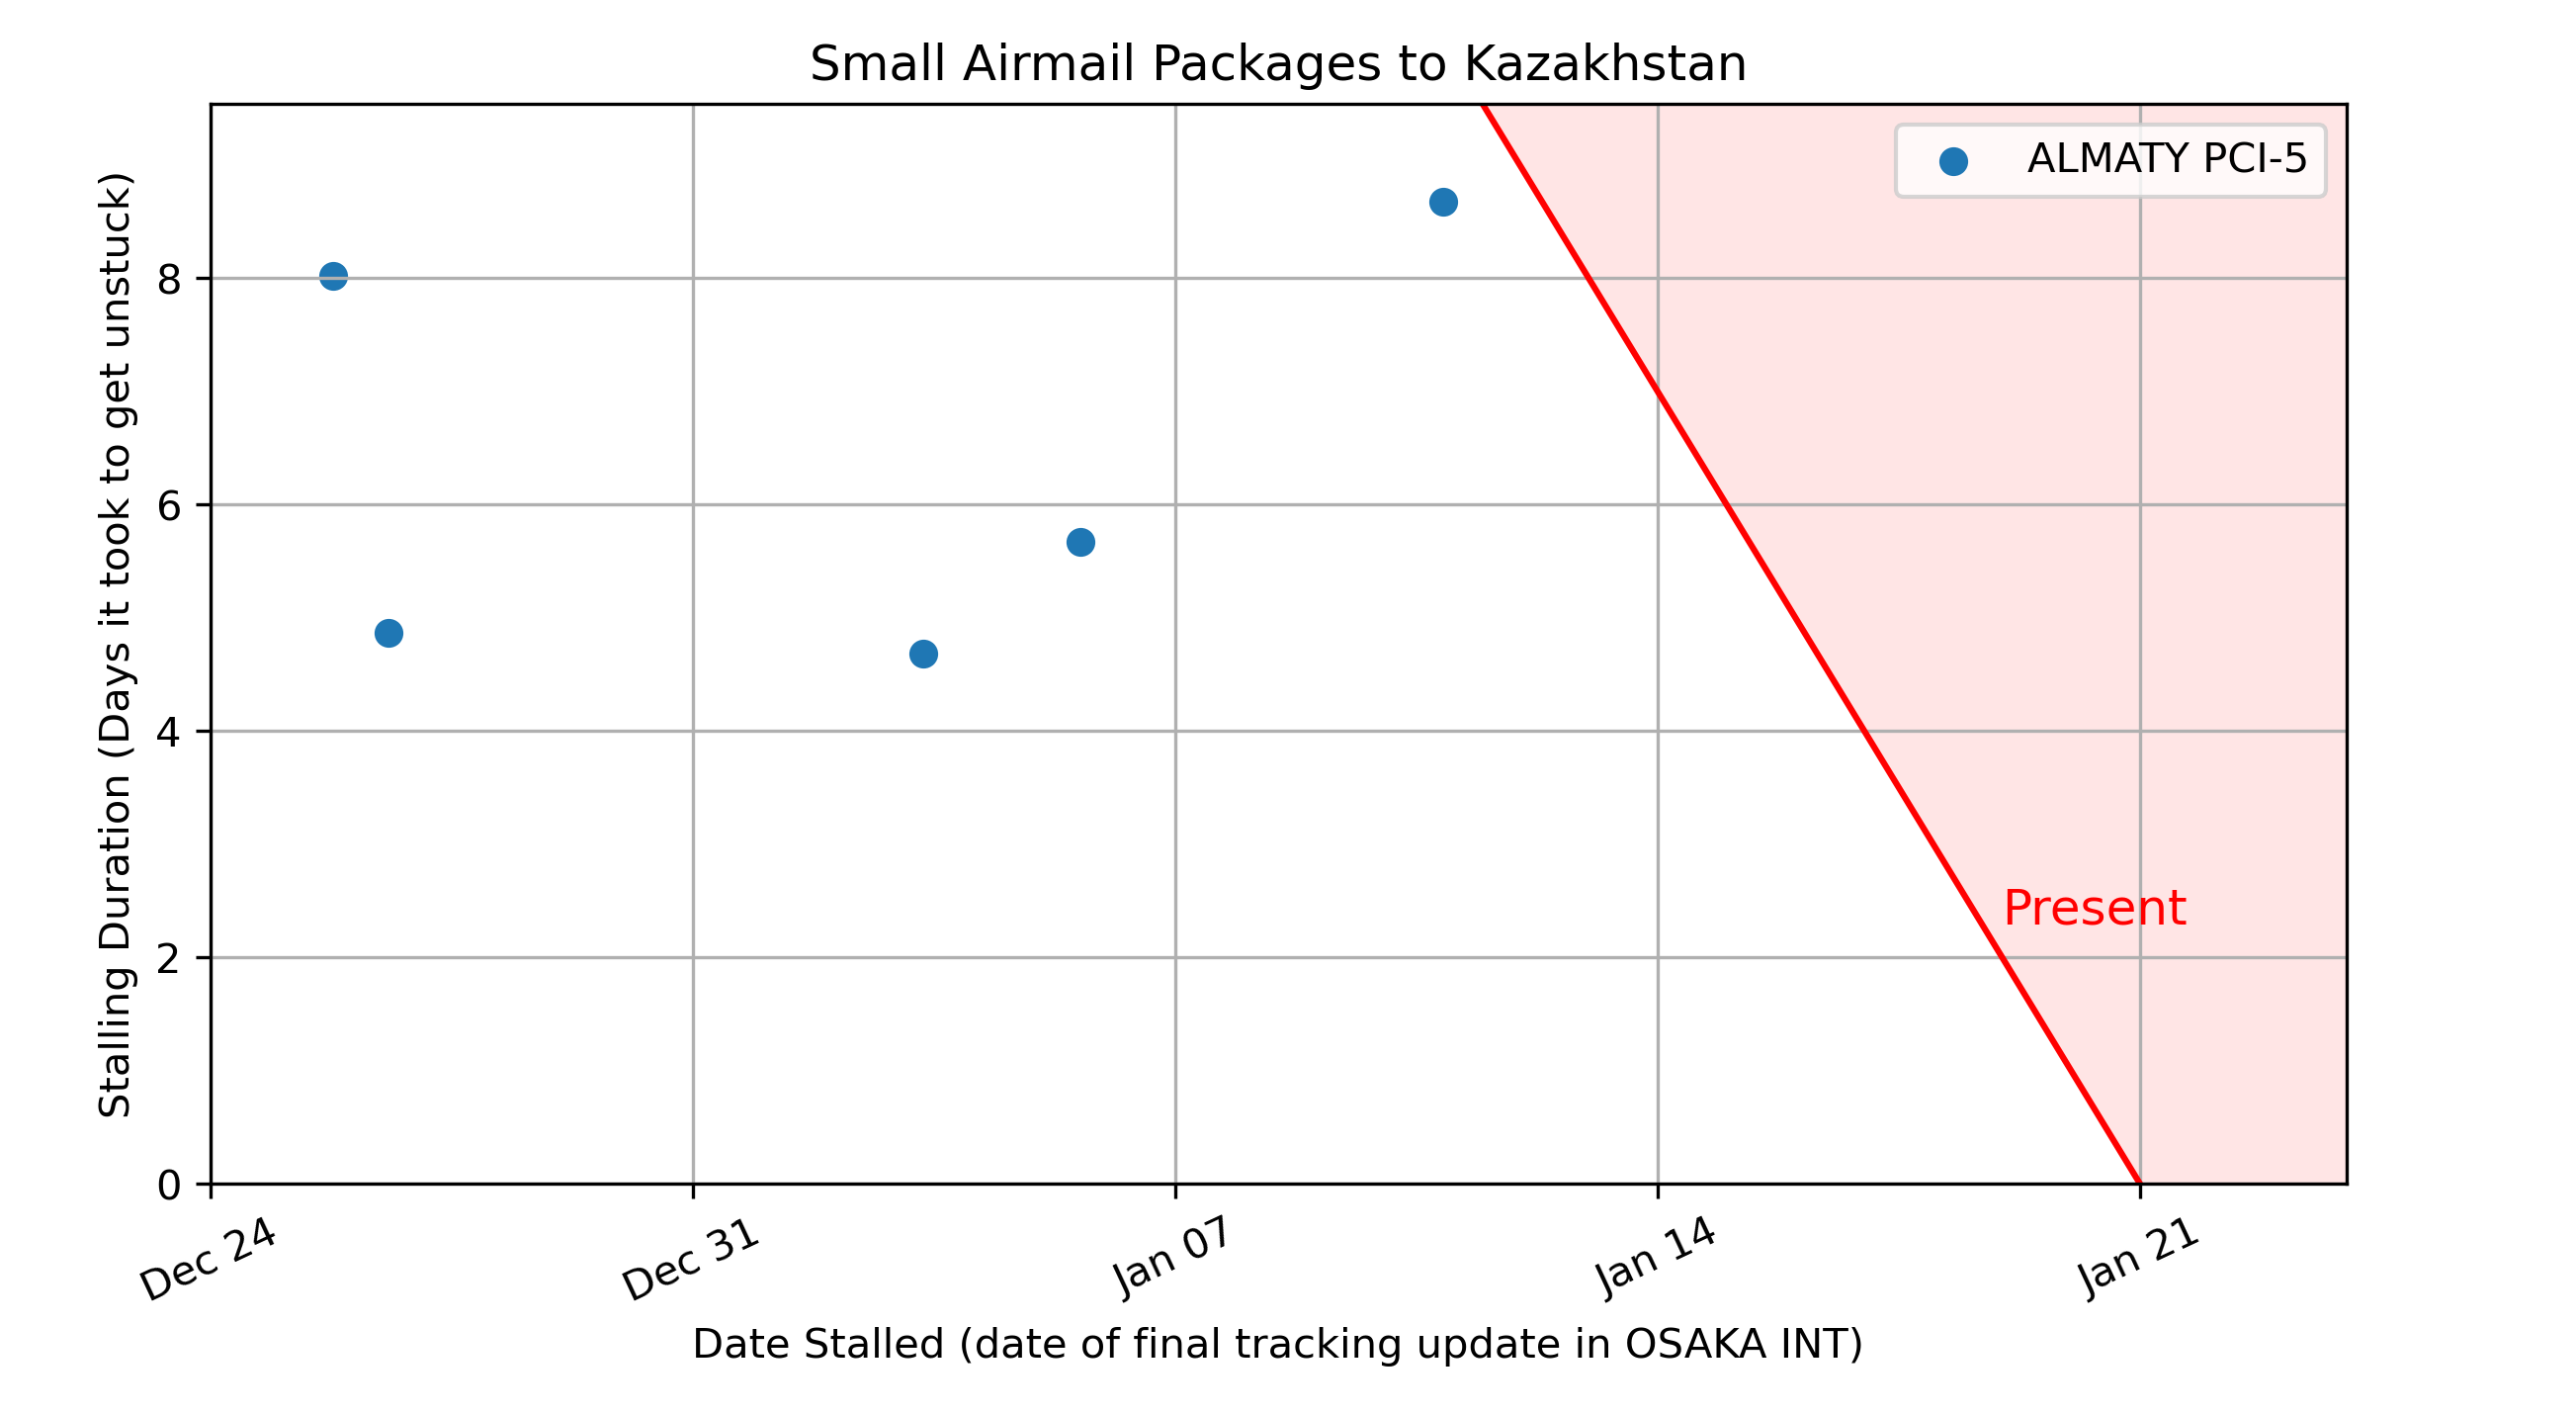 Small Airmail Packages to Kazakhstan
ALMATY PCI-5
Stalling Duration (Days it took to get unstuck)
8
6
4
2
0
Present
Dec 24
Dec 31
Jan 07
Jan 14
Jan 21
Date Stalled (date of final tracking update in OSAKA INT)